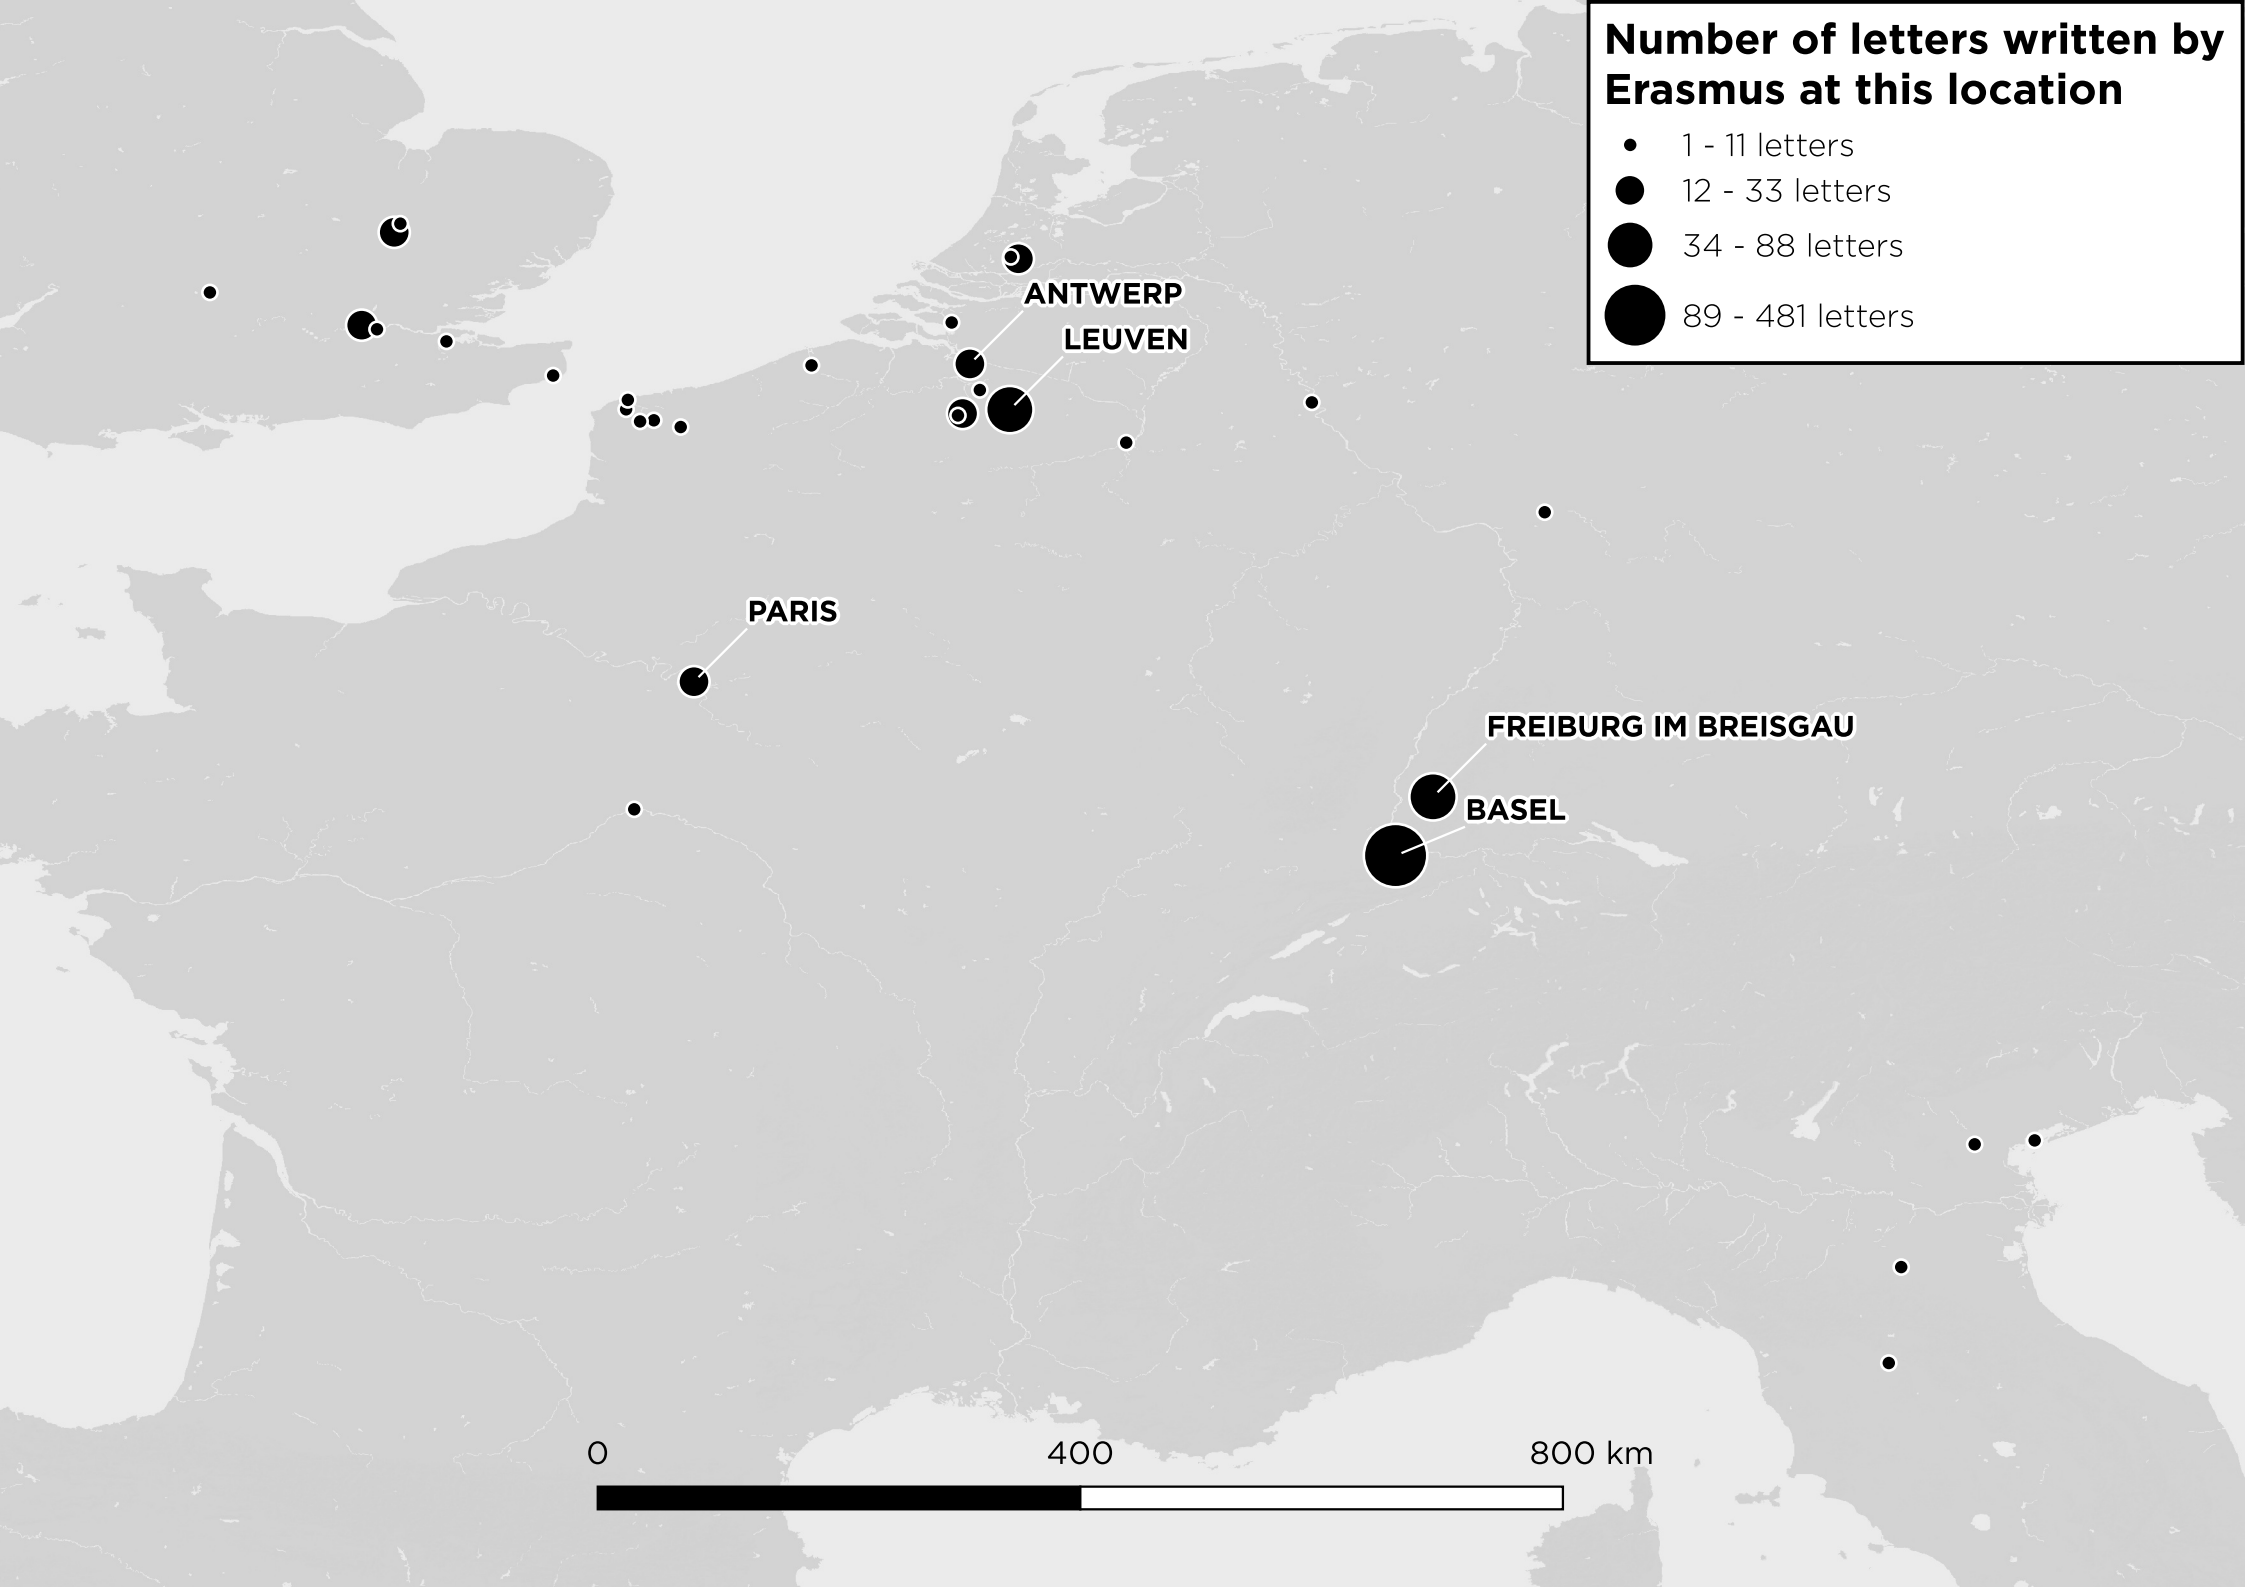 Number of letters written by
Erasmus at this location
1 - 11 letters
12 - 33 letters
34 - 88 letters
89 - 481 letters
ANTWERP
LEUVEN
PARIS
FREIBURG IM BREISGAU
BASEL
0 400 800 km